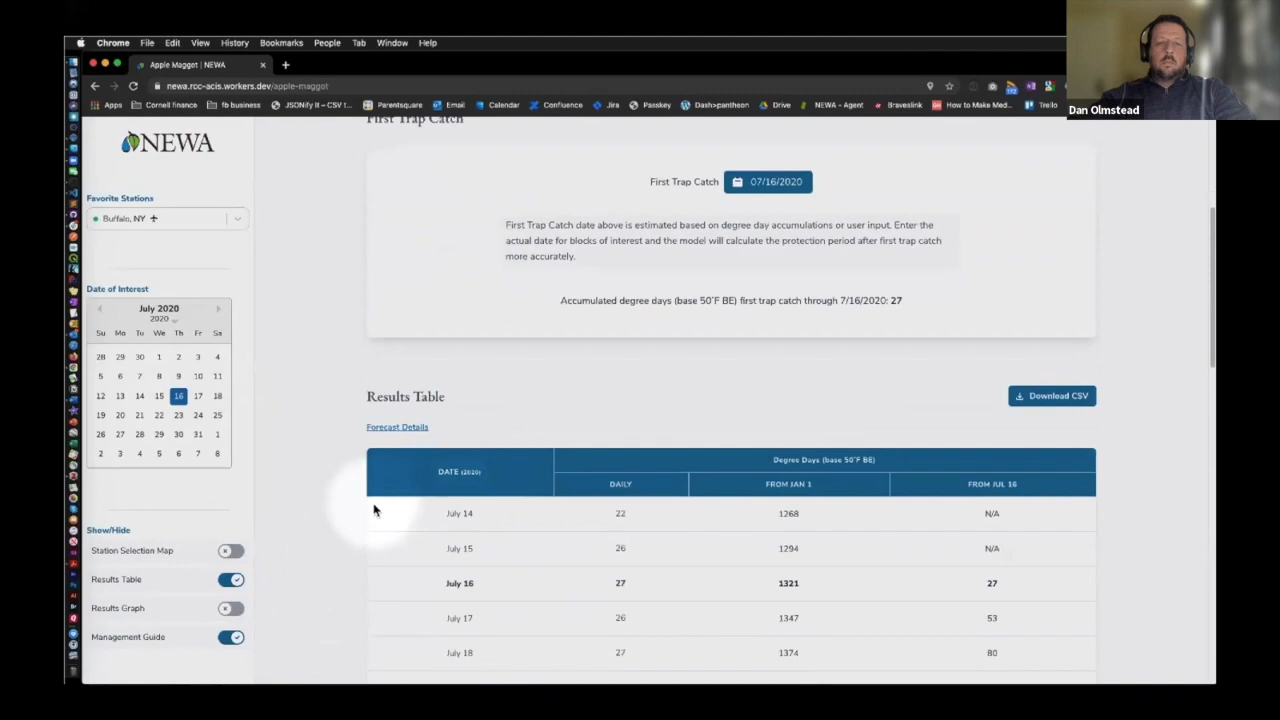 Chrome File Edit View History Bookmarks People Tab Window Help
Apple Maggot | NEWA
newa.rcc-acis.workers.dev/apple-maggot
Apps Cornell finance fb business JSONify It – CSV t... Parentsquare Email Calendar Confluence Jira Passkey Dash>pantheon Drive NEWA – Agent Braveslink How to Make Med... Trello
Dan Olmstead
NEWA
Favorite Stations
Buffalo, NY
Date of Interest
July 2020
2020
Su Mo Tu We Th Fr Sa
28 29 30 1 2 3 4
5 6 7 8 9 10 11
12 13 14 15 16 17 18
19 20 21 22 23 24 25
26 27 28 29 30 31 1
2 3 4 5 6 7 8
Show/Hide
Station Selection Map
Results Table
Results Graph
Management Guide
First Trap Catch
First Trap Catch 07/16/2020
First Trap Catch date above is estimated based on degree day accumulations or user input. Enter the
actual date for blocks of interest and the model will calculate the protection period after first trap catch
more accurately.
Accumulated degree days (base 50°F BE) first trap catch through 7/16/2020: 27
Results Table
Download CSV
Forecast Details
DATE (2020) Degree Days (base 50°F BE)
DAILY FROM JAN 1 FROM JUL 16
July 14 22 1268 N/A
July 15 26 1294 N/A
July 16 27 1321 27
July 17 26 1347 53
July 18 27 1374 80